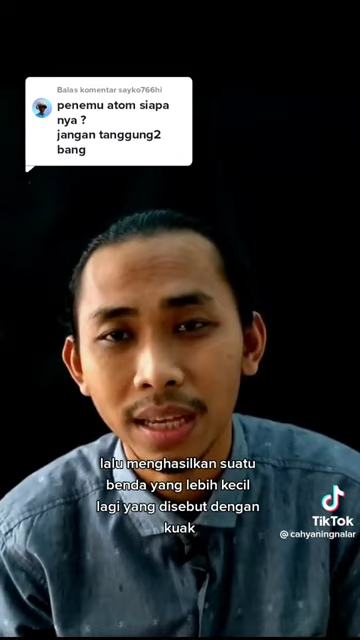 Balas komentar sayko766hi
penemu atom siapa
nya ?
jangan tanggung2
bang
lalu menghasilkan suatu
benda yang lebih kecil
lagi yang disebut dengan
kuak
TikTok
@cahyaningnalar